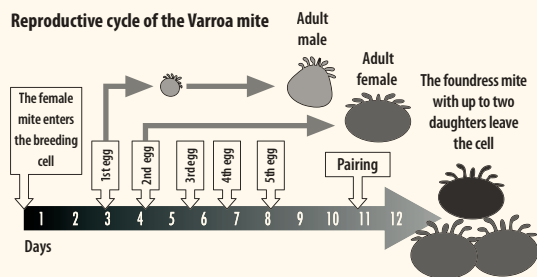 Reproductive cycle of the Varroa mite
Adult
male
Adult
female
The foundress mite
with up to two
daughters leave
the cell
The female
mite enters
the breeding
cell
1st egg
2nd egg
3rd egg
4th egg
5th egg
Pairing
1 2 3 4 5 6 7 8 9 10 11 12
Days